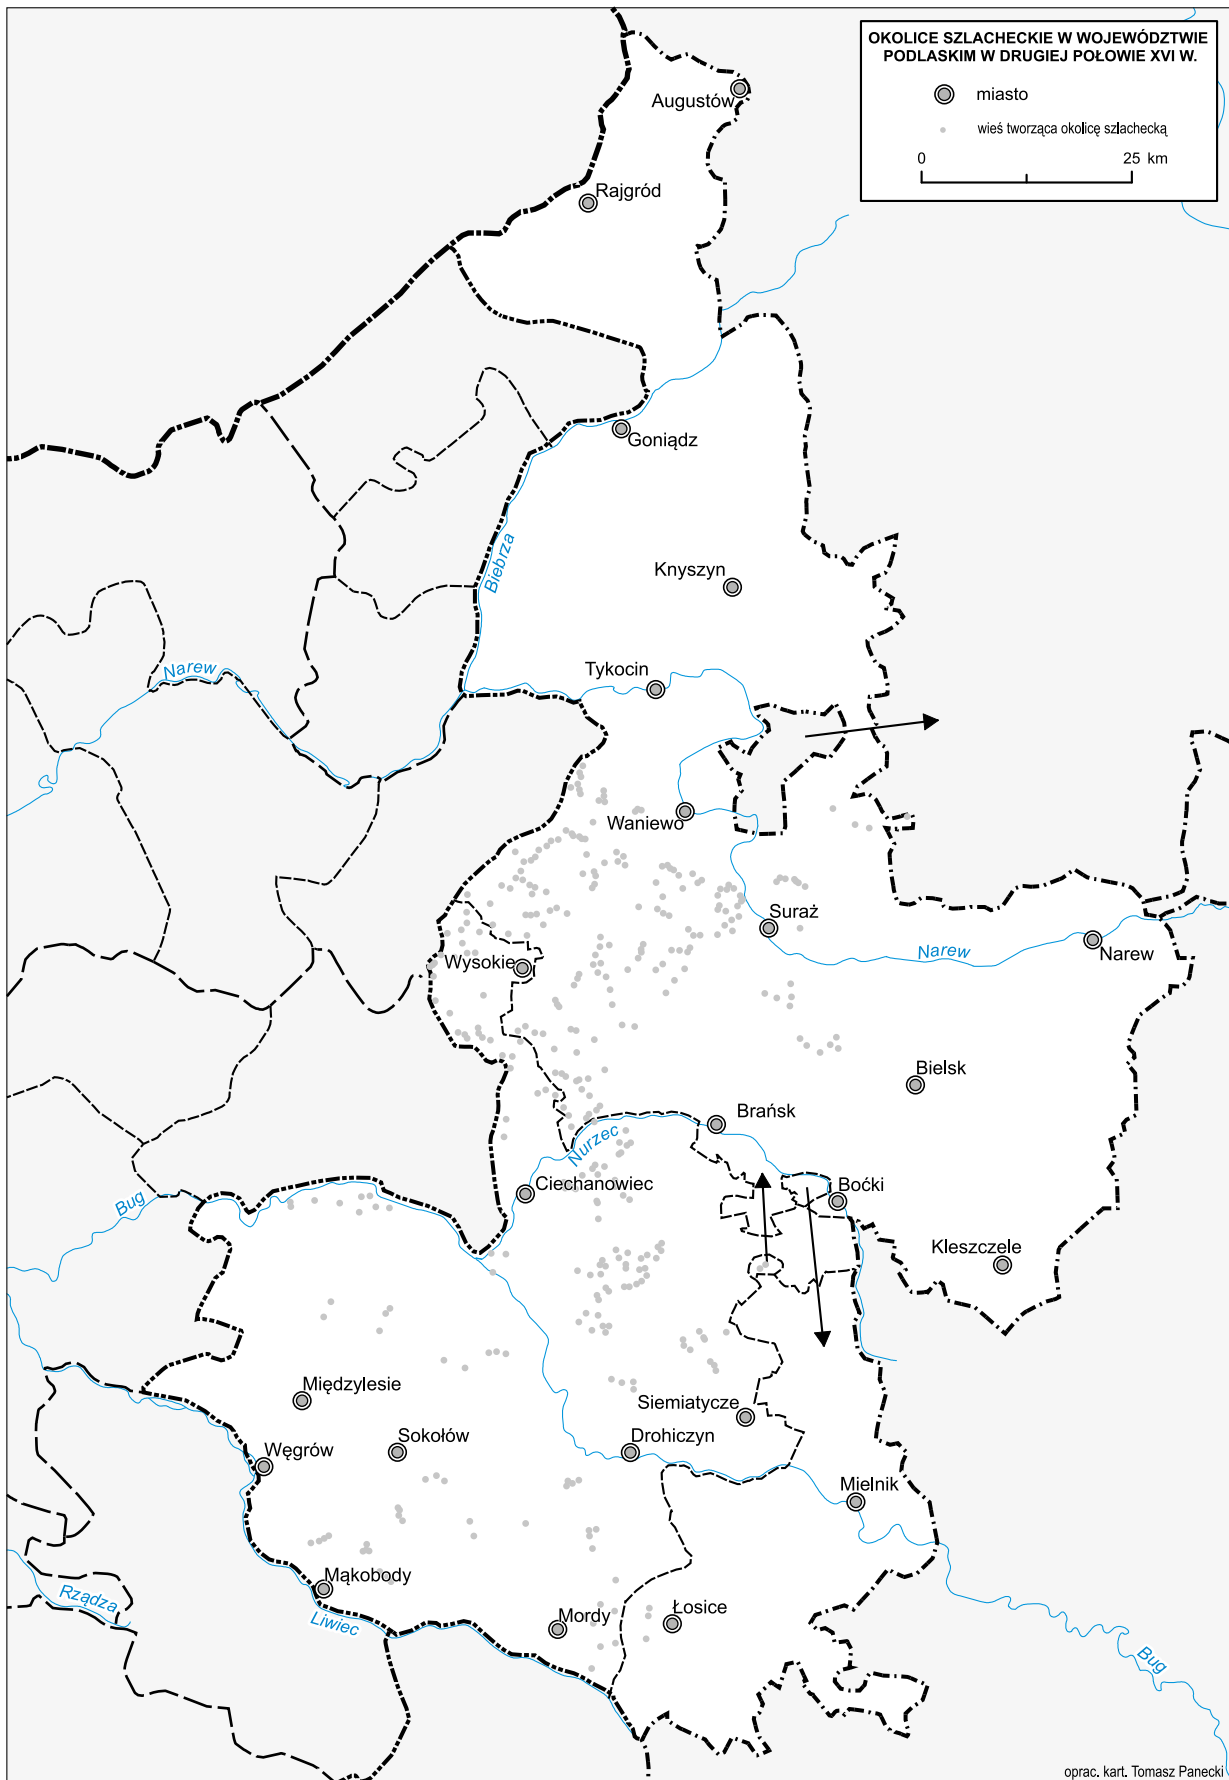 OKOLICE SZLACHECKIE W WOJEWÓDZTWIE
PODLASKIM W DRUGIEJ POŁOWIE XVI W.
miasto
wieś tworząca okolicę szlachecką
0 25 km
Augustów
Rajgród
Goniądz
Biebrza
Knyszyn
Narew
Tykocin
Waniewo
Suraż
Narew
Narew
Wysokie
Bielsk
Brańsk
Nurzec
Ciechanowiec
Boćki
Bug
Kleszczele
Międzylesie
Siemiatycze
Sokołów
Drohiczyn
Węgrów
Mielnik
Mąkobody
Rządza
Liwiec
Mordy
Łosice
Bug
oprac. kart. Tomasz Panecki